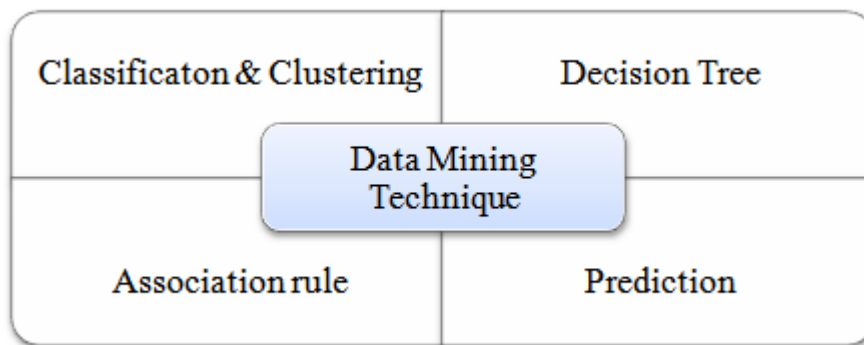 Classificaton & Clustering
Decision Tree
Data Mining
Technique
Association rule
Prediction